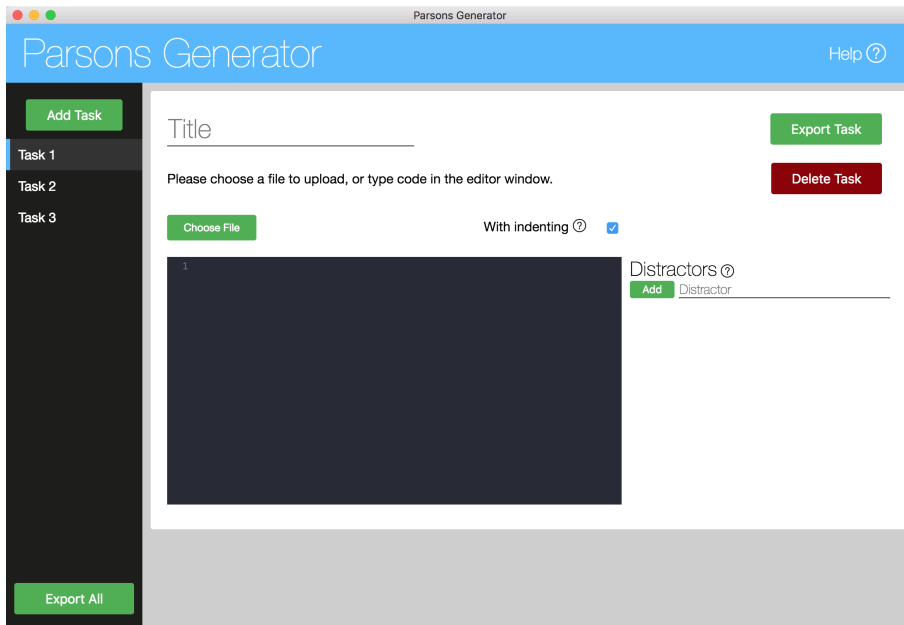 Parsons Generator
Parsons Generator
Help ?
Add Task
Task 1
Task 2
Task 3
Export All
Title
Export Task
Please choose a file to upload, or type code in the editor window.
Delete Task
Choose File
With indenting ?
1
Distractors ?
Add
Distractor